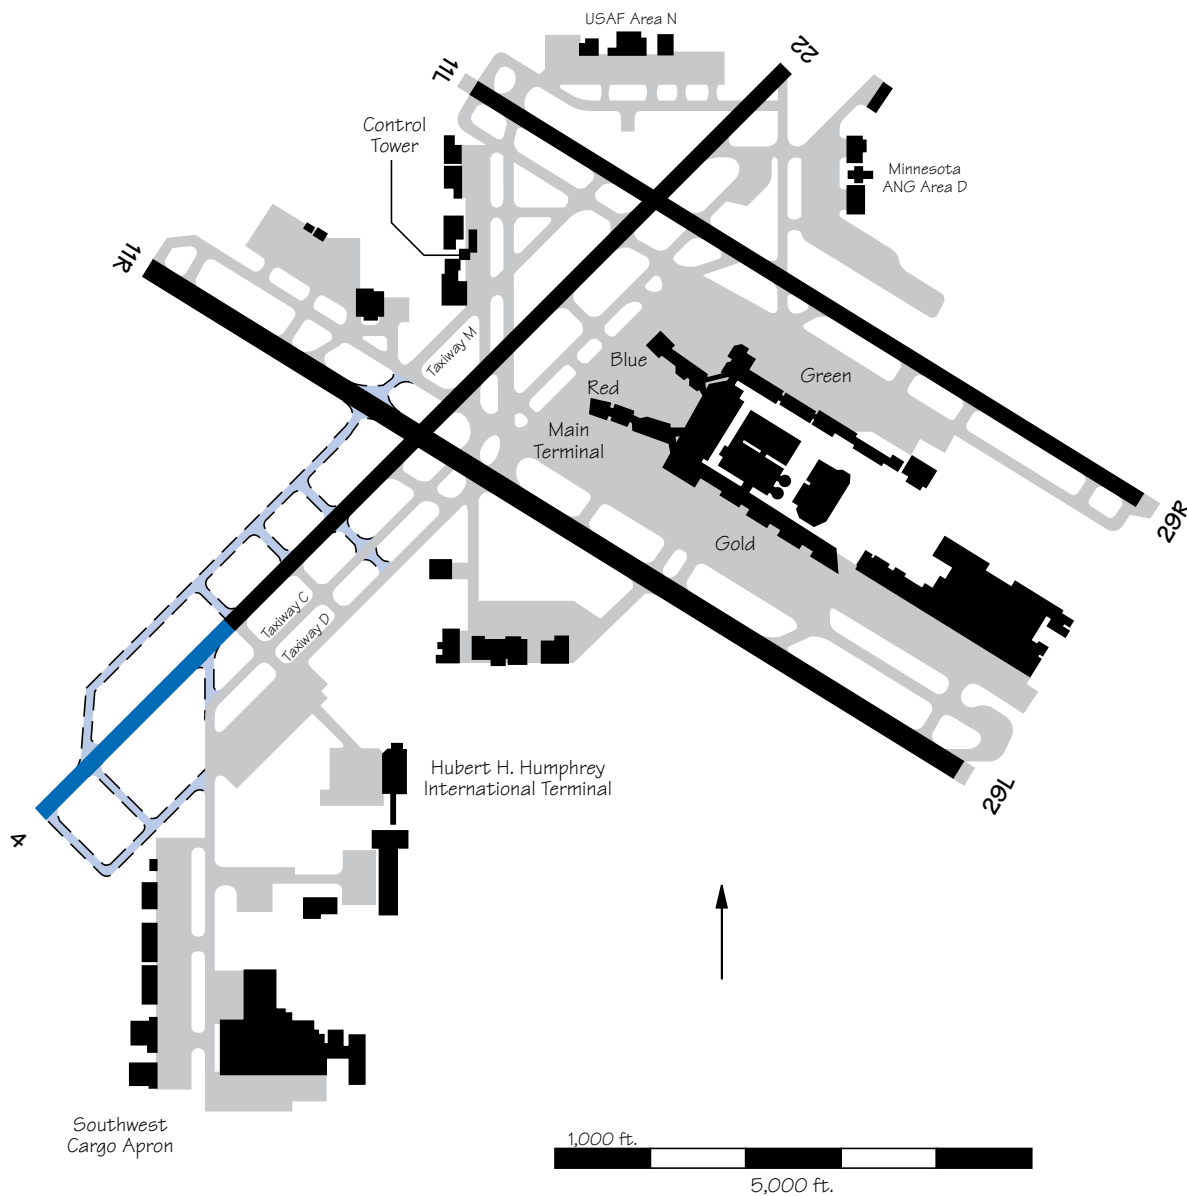 USAF Area N
22
11L
Control
Tower
Minnesota
ANG Area D
11R
Taxiway M
Blue
Green
Red
Main
Terminal
29R
Gold
Taxiway C
Taxiway D
Hubert H. Humphrey
International Terminal
29L
4
Southwest
Cargo Apron
1,000 ft.
5,000 ft.